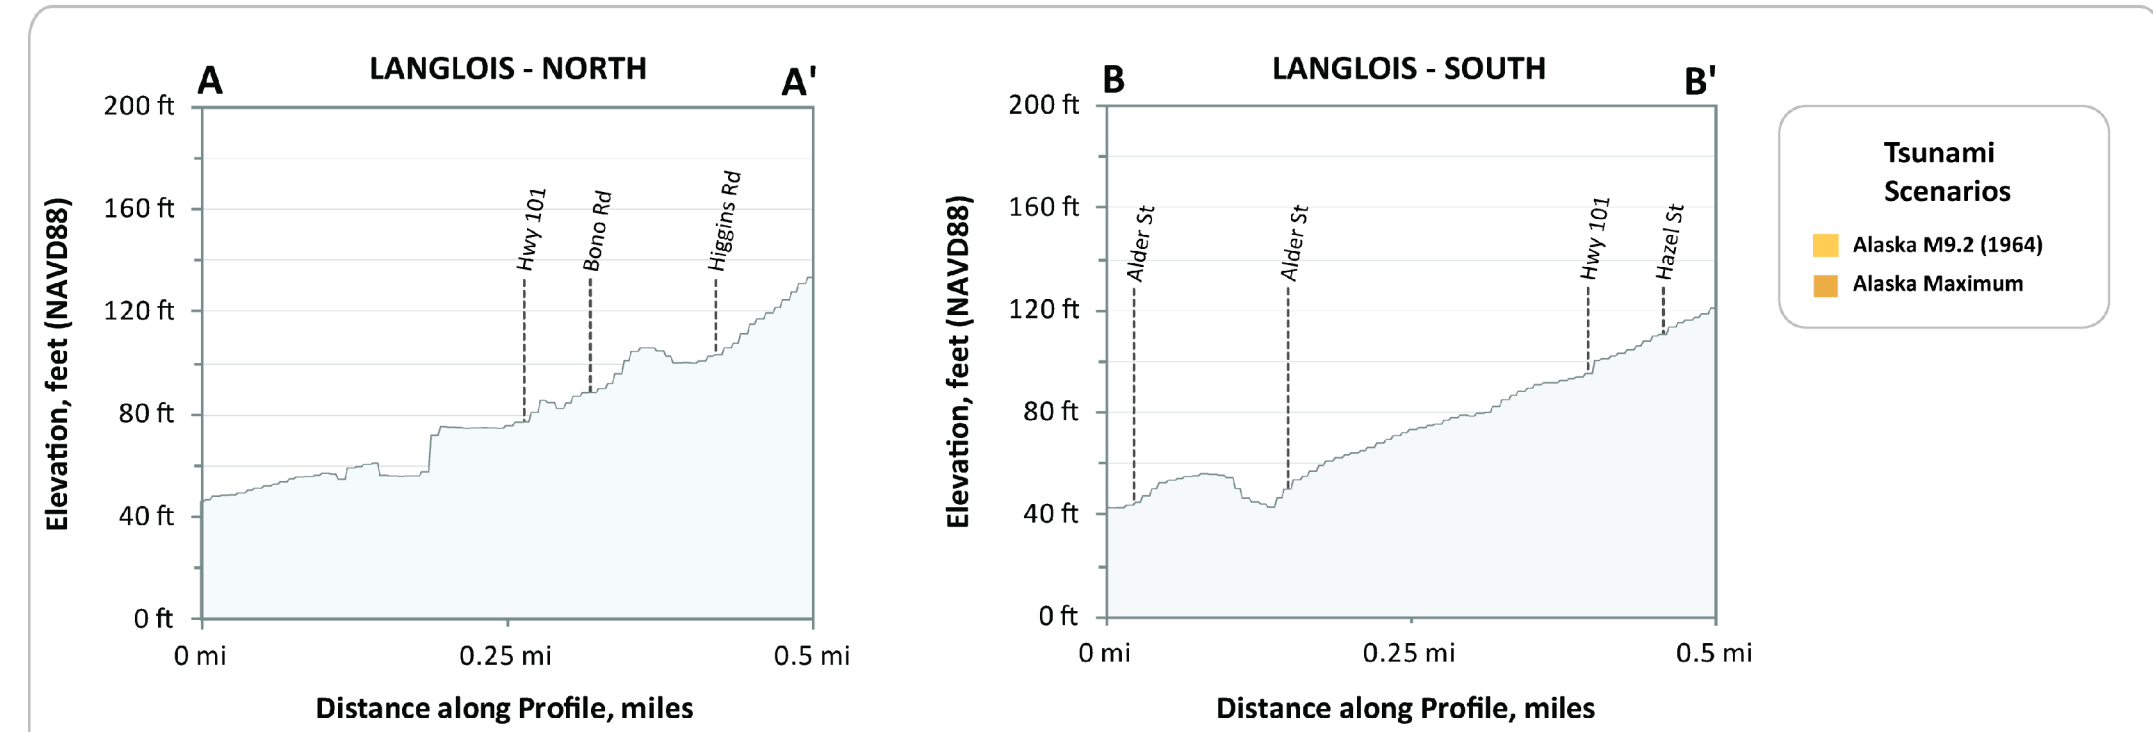 LANGLOIS - NORTH
A
A'
200 ft
160 ft
120 ft
80 ft
40 ft
0 ft
Elevation, feet (NAVD88)
Hwy 101
Bono Rd
Higgins Rd
0 mi
0.25 mi
0.5 mi
Distance along Profile, miles
LANGLOIS - SOUTH
B
B'
200 ft
160 ft
120 ft
80 ft
40 ft
0 ft
Elevation, feet (NAVD88)
Alder St
Alder St
Hwy 101
Hazel St
0 mi
0.25 mi
0.5 mi
Distance along Profile, miles
Tsunami
Scenarios
Alaska M9.2 (1964)
Alaska Maximum